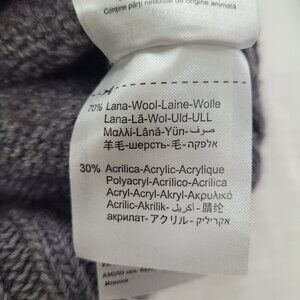 Conține părți netextile de origine animală
70% Lana-Wool-Laine-Wolle
Lana-Lã-Wol-Uld-ULL
Μαλλί-Lână-Yün- صوف-
羊毛-шерсть-毛- אלפקה-
30% Acrilica-Acrylic-Acrylique
Polyacryl-Acrilico-Acrílica
Acryl-Acryl-Akryl-Ακρυλικό
Acrilic-Akrilik- أكريل - 腈纶
акрилат-アクリル- אקריליק-